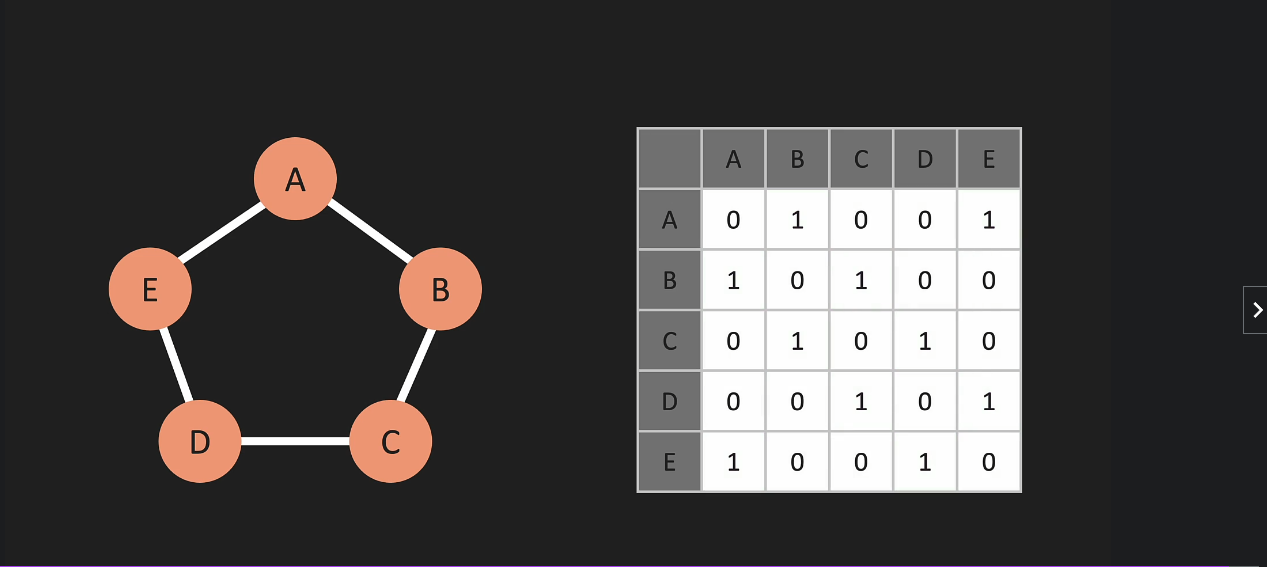 A
E
B
D
C
A B C D E
A 0 1 0 0 1
B 1 0 1 0 0
C 0 1 0 1 0
D 0 0 1 0 1
E 1 0 0 1 0